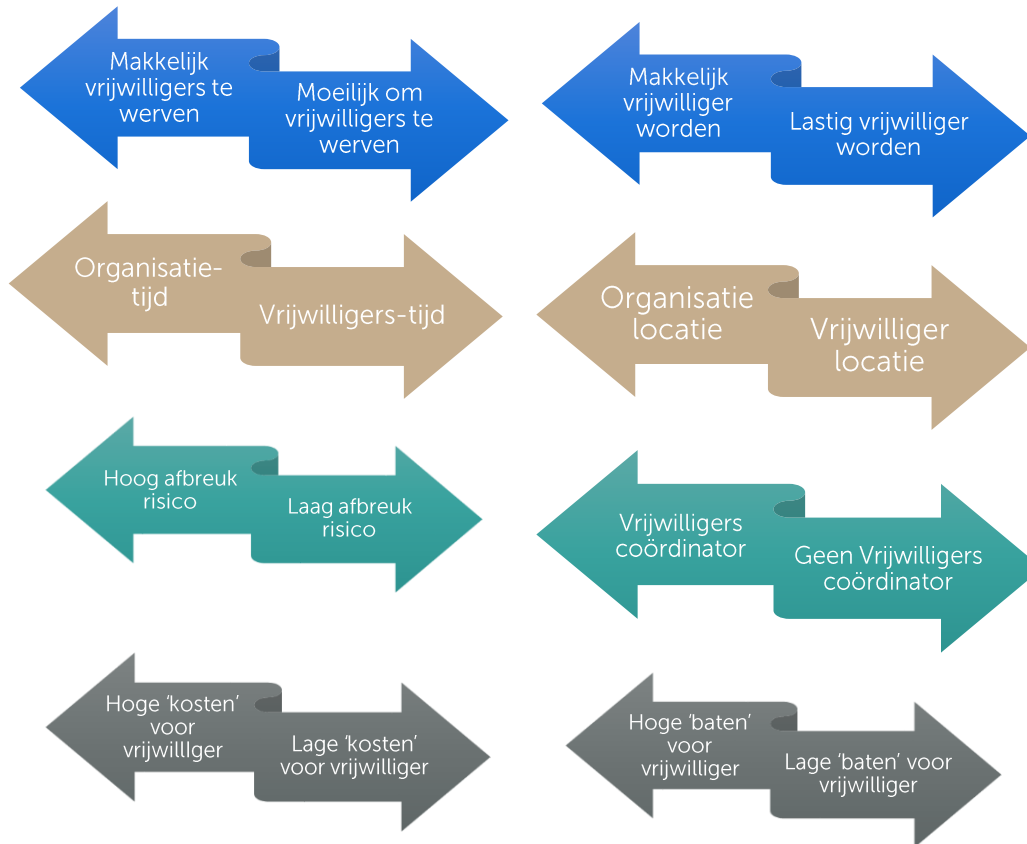 Makkelijk
vrijwilligers te
werven
Moeilijk om
vrijwilligers te
werven
Makkelijk
vrijwilliger
worden
Lastig vrijwilliger
worden
Organisatie-
tijd
Vrijwilligers-tijd
Organisatie
locatie
Vrijwilliger
locatie
Hoog afbreuk
risico
Laag afbreuk
risico
Vrijwilligers
coördinator
Geen Vrijwilligers
coördinator
Hoge ‘kosten’
voor
vrijwillIger
Lage ‘kosten’
voor vrijwilliger
Hoge ‘baten’
voor
vrijwilliger
Lage ‘baten’ voor
vrijwilliger